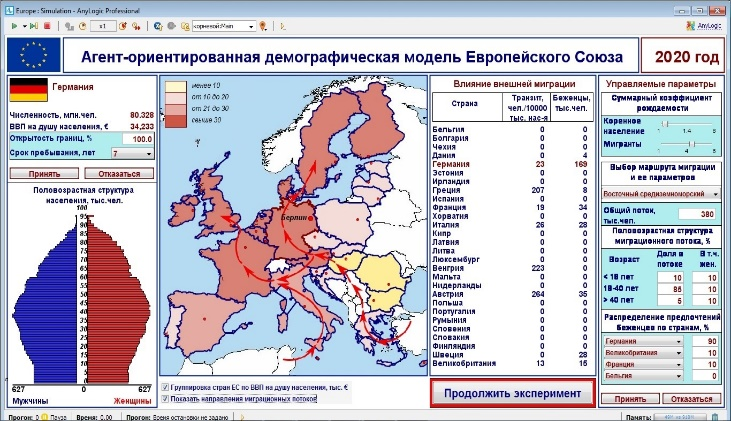 Europe : Simulation - AnyLogic Professional
x1
корневой:Main
AnyLogic
Агент-ориентированная демографическая модель Европейского Союза
2020 год
Германия
Численность, млн.чел. 80.328
ВВП на душу населения, € 34,233
Открытость границ, % 100.0
Срок пребывания, лет 7
Принять Отказаться
Половозрастная структура
населения, тыс.чел.
100
95
90
85
80
75
70
65
60
55
50
45
40
35
30
25
20
15
10
5
0
627 0 627
Мужчины Женщины
менее 10
от 10 до 20
от 21 до 30
свыше 30
Берлин
Группировка стран ЕС по ВВП на душу населения, тыс. €
Показать направления миграционных потоков
Влияние внешней миграции
Страна Транзит, чел./10000 тыс. нас-я Беженцы, тыс.чел.
Бельгия 0 0
Болгария 0 0
Чехия 0 0
Дания 0 4
Германия 23 169
Эстония 0 0
Ирландия 0 0
Греция 207 8
Испания 0 0
Франция 19 34
Хорватия 0 0
Италия 26 28
Кипр 0 0
Латвия 0 0
Литва 0 0
Люксембург 0 0
Венгрия 223 0
Мальта 0 0
Нидерланды 0 0
Австрия 264 35
Польша 0 0
Португалия 0 0
Румыния 0 0
Словения 0 0
Словакия 0 0
Финляндия 0 0
Швеция 0 28
Великобритания 13 15
Продолжить эксперимент
Управляемые параметры
Суммарный коэффициент
рождаемости
Коренное
население
1 1.4 6
Мигранты
1 4 6
Выбор маршрута миграции
и ее параметров
Восточный средиземноморский
Общий поток,
тыс.чел. 380
Половозрастная структура
миграционного потока, %
Возраст Доля в потоке В т.ч. жен.
< 18 лет 10 10
18-40 лет 85 10
> 40 лет 5 10
Распределение предпочтений
беженцев по странам, %
Германия 90
Великобритания 10
Франция 10
Бельгия 0
Принять Отказаться
Прогон: 0 Пауза Время: 0.00 Прогон: Время остановки не задано Память: